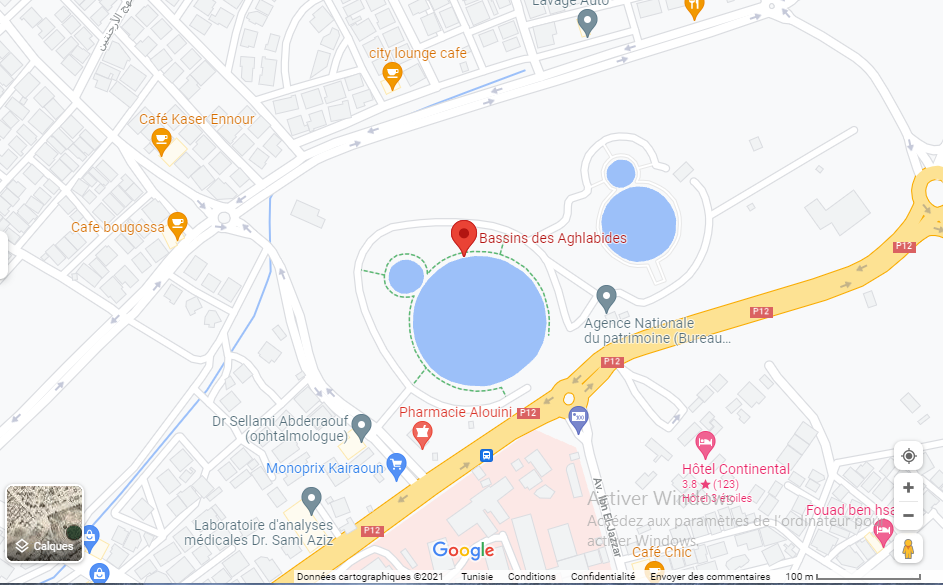 Lavage Auto
city lounge cafe
Café Kaser Ennour
Cafe bougossa
Bassins des Aghlabides
P12
P12
Agence Nationale
du patrimoine (Bureau...
P12
Pharmacie Alouini
P12
Dr Sellami Abderraouf
(ophtalmologue)
Monoprix Kairaoun
Hôtel Continental
3.8 ★ (123)
Hôtel 3 étoiles
Av. Ibn El Jazzar
Activer Windows
Accédez aux paramètres de l'ordinateur pour
activer Windows.
Fouad ben hsa
Laboratoire d'analyses
médicales Dr. Sami Aziz
P12
Calques
Google
Café Chic
Données cartographiques ©2021 Tunisie Conditions Confidentialité Envoyer des commentaires 100 m